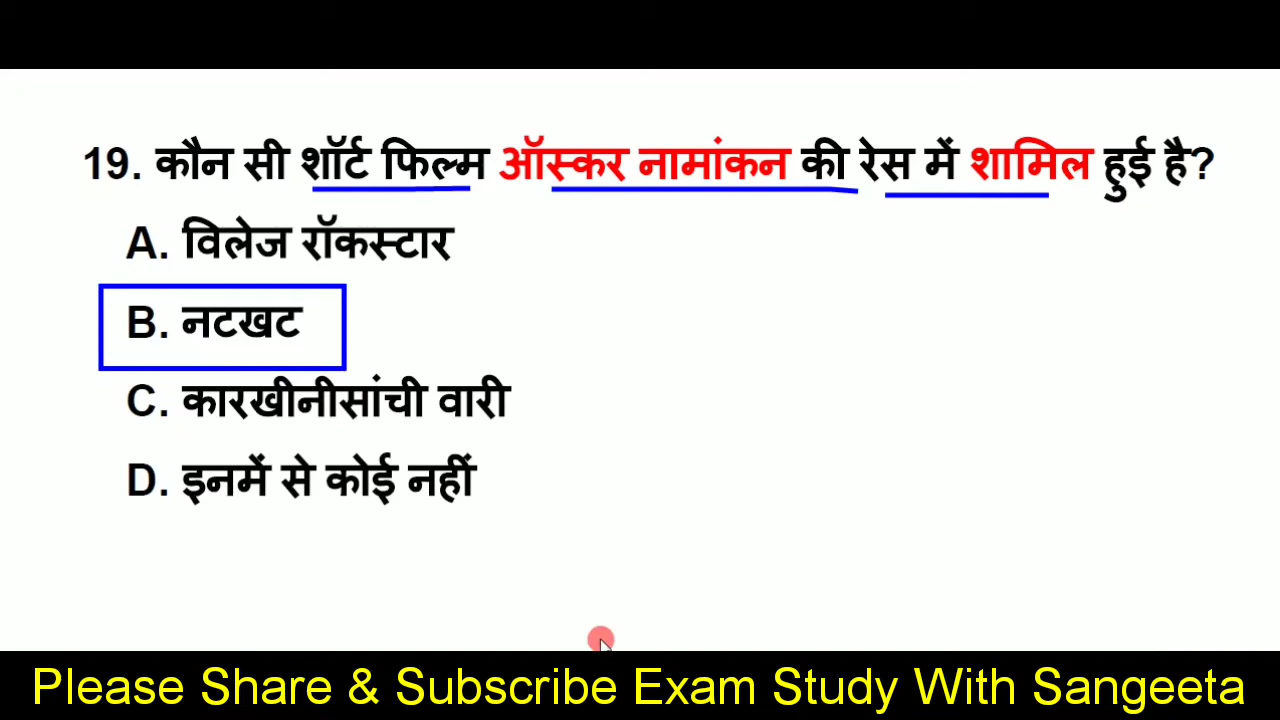 19. कौन सी शॉर्ट फिल्म ऑस्कर नामांकन की रेस में शामिल हुई है?
A. विलेज रॉकस्टार
B. नटखट
C. कारखीनीसांची वारी
D. इनमें से कोई नहीं
Please Share & Subscribe Exam Study With Sangeeta